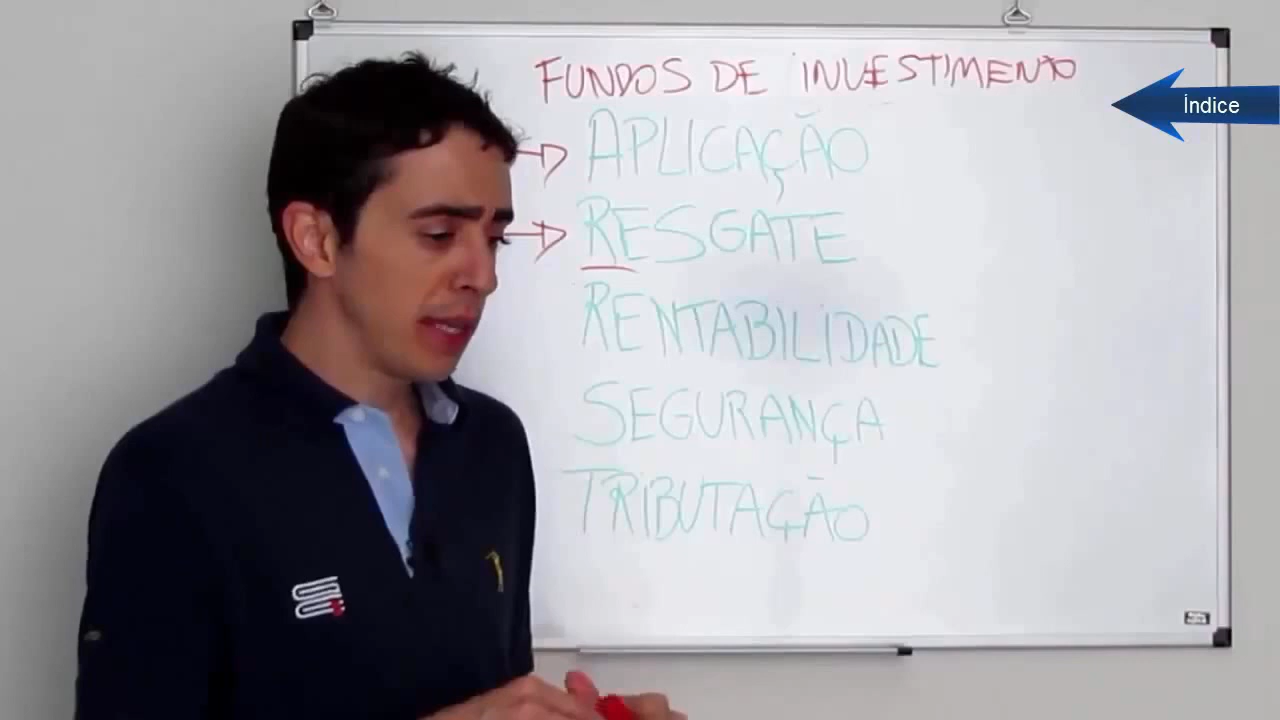 FUNDOS DE INVESTIMENTO
Índice
APLICAÇÃO
RESGATE
RENTABILIDADE
SEGURANÇA
TRIBUTAÇÃO